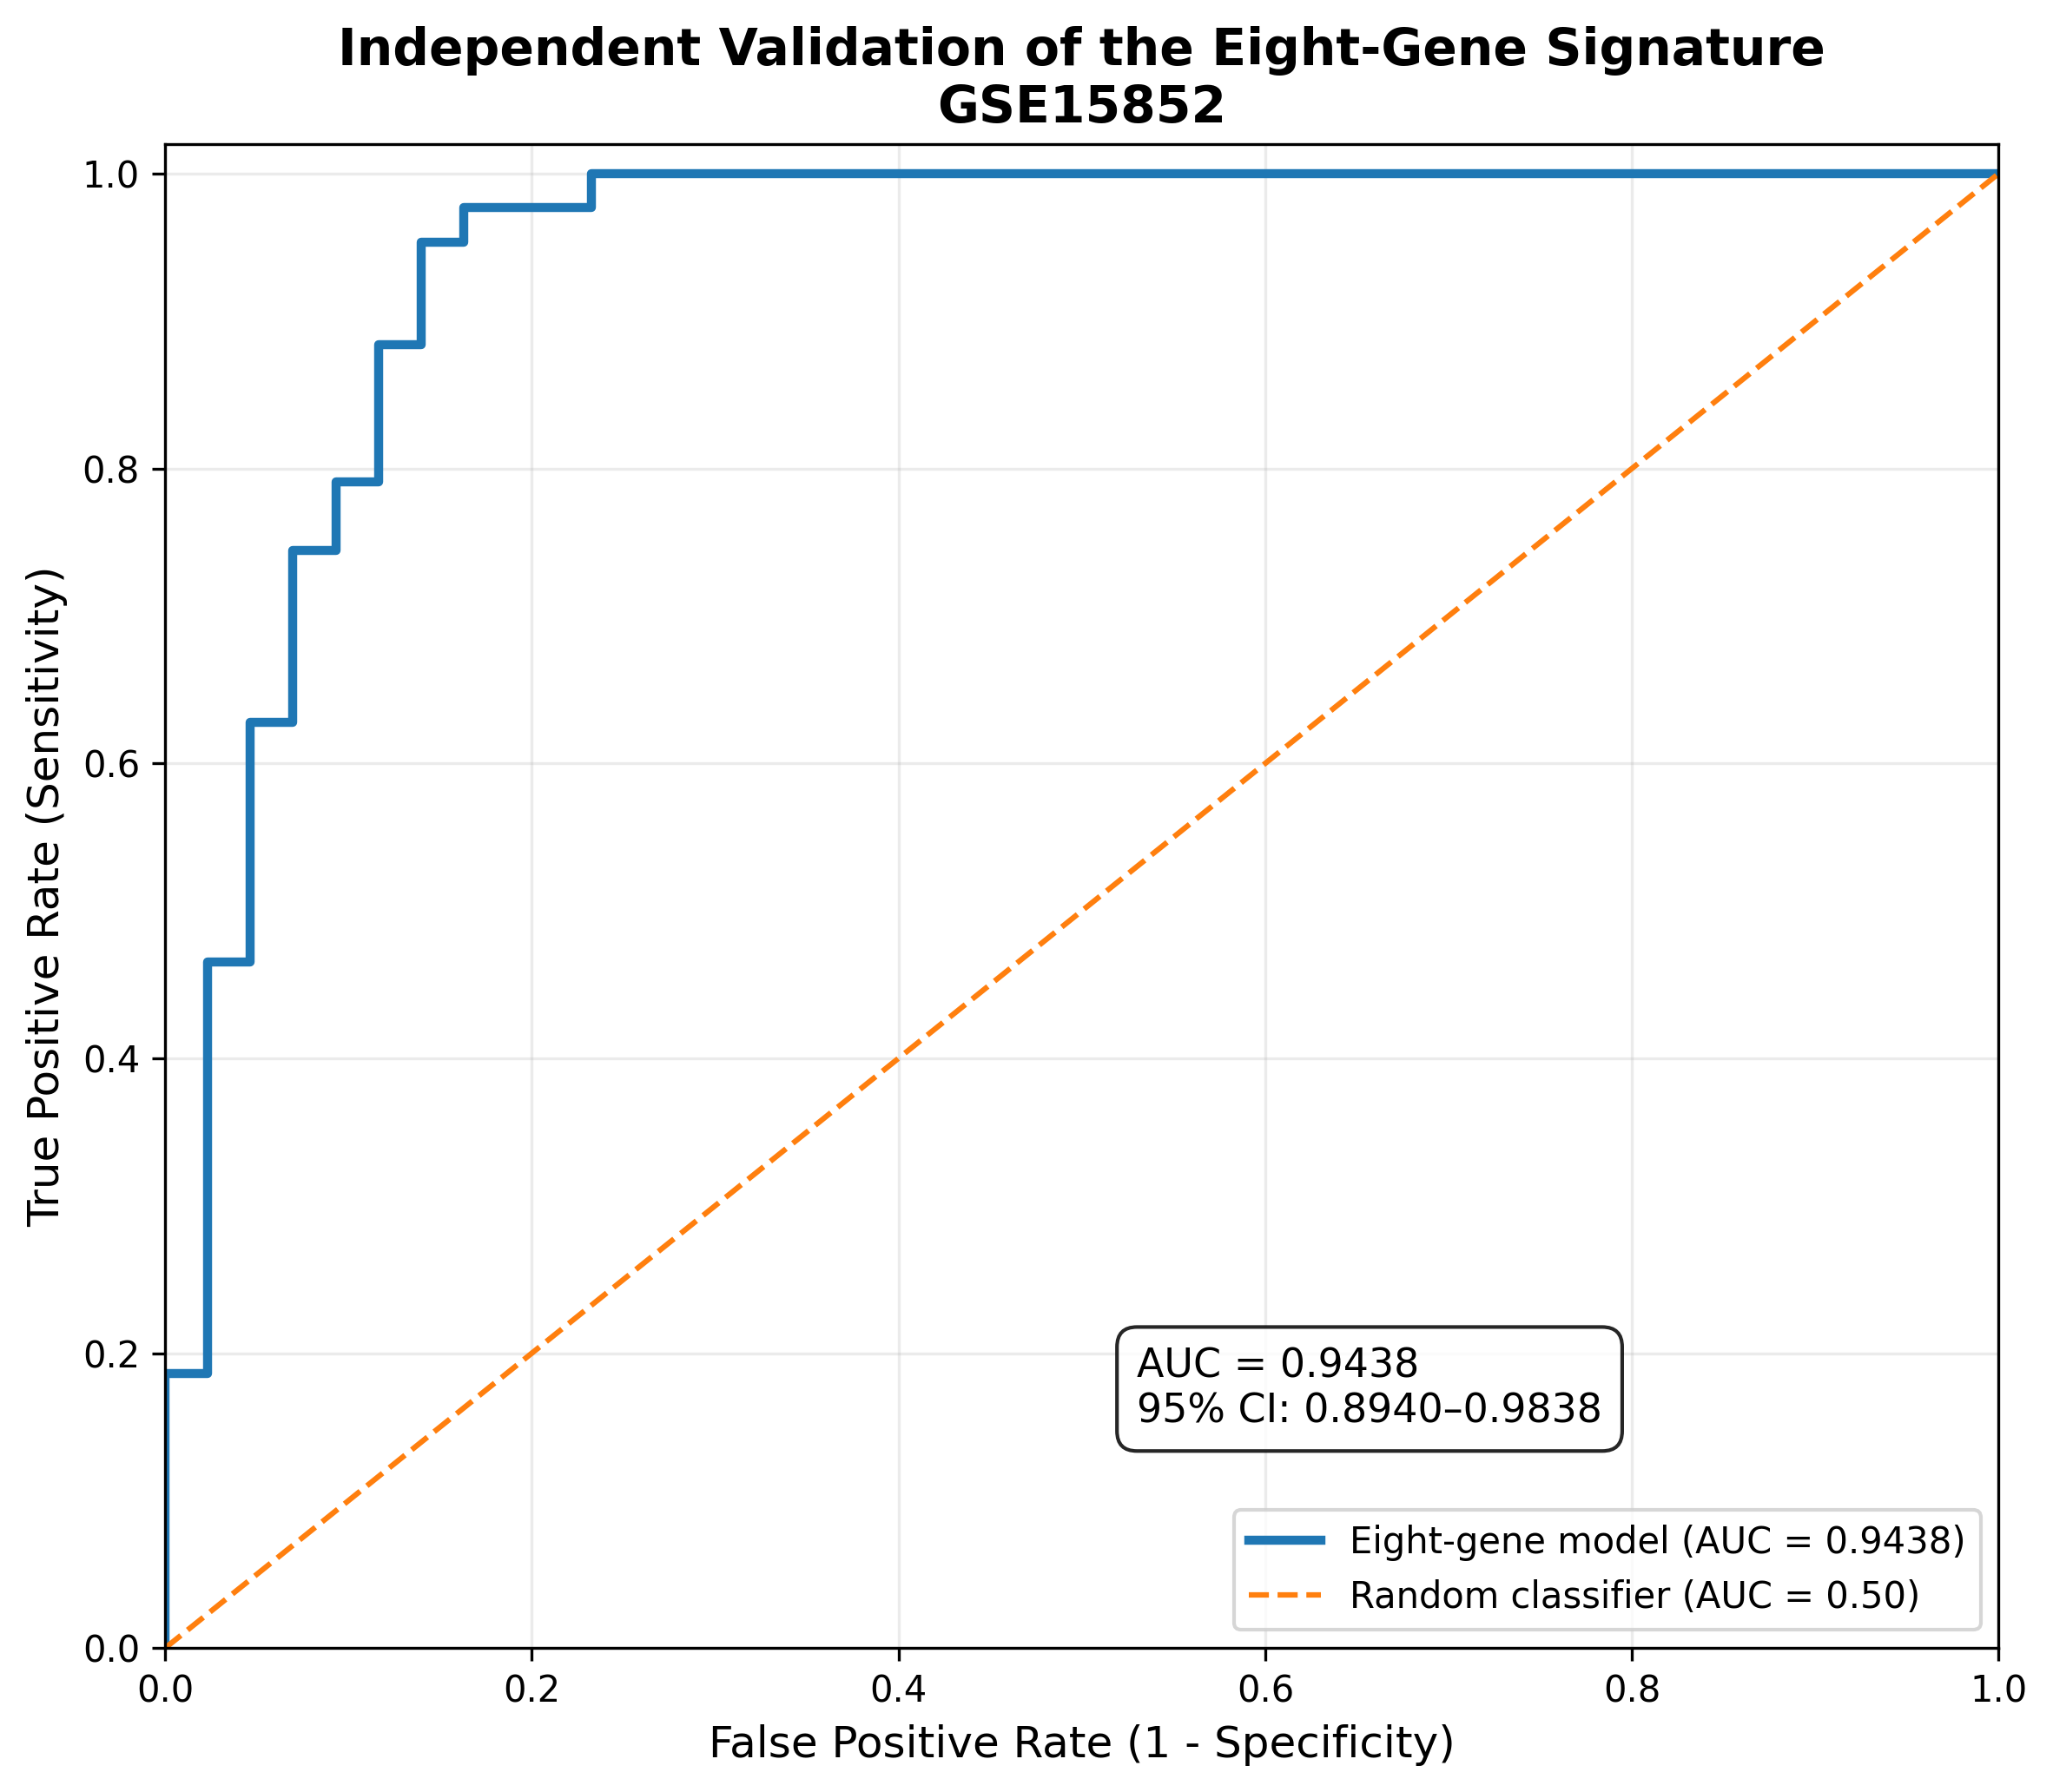 Independent Validation of the Eight-Gene Signature
GSE15852
True Positive Rate (Sensitivity)
1.0
0.8
0.6
0.4
0.2
0.0
AUC = 0.9438
95% CI: 0.8940–0.9838
Eight-gene model (AUC = 0.9438)
Random classifier (AUC = 0.50)
0.0
0.2
0.4
0.6
0.8
1.0
False Positive Rate (1 - Specificity)